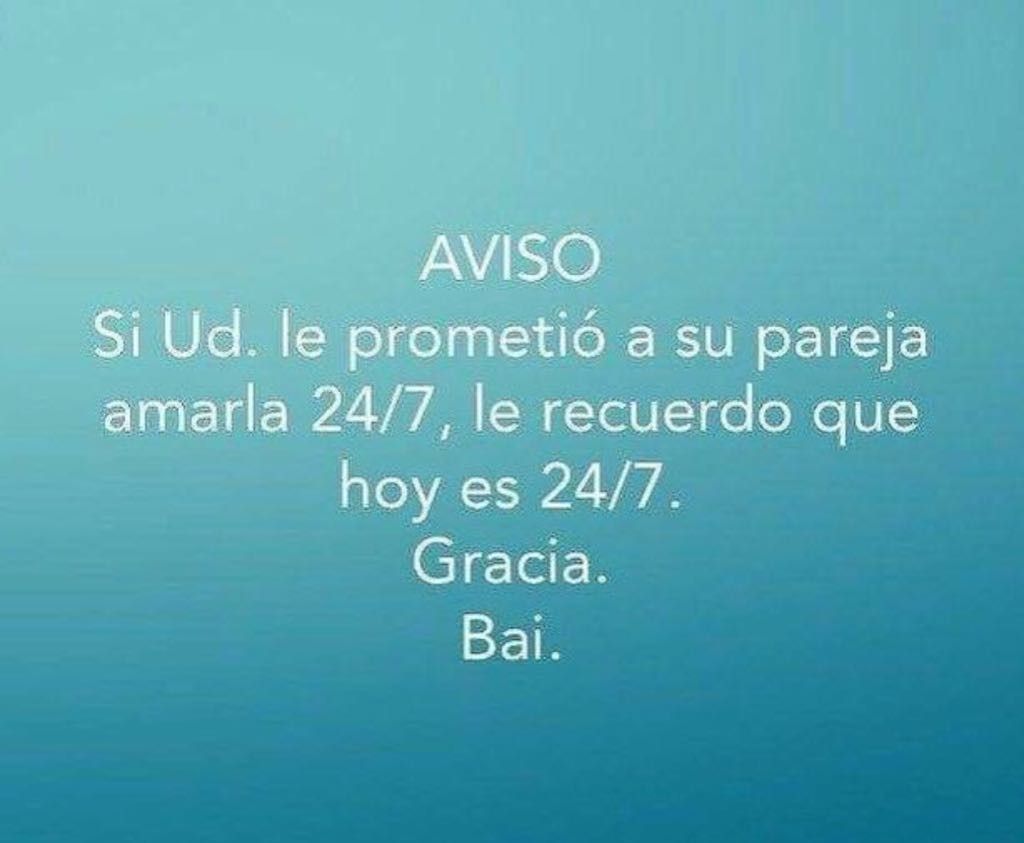 AVISO
Si Ud. le prometió a su pareja
amarla 24/7, le recuerdo que
hoy es 24/7.
Gracia.
Bai.